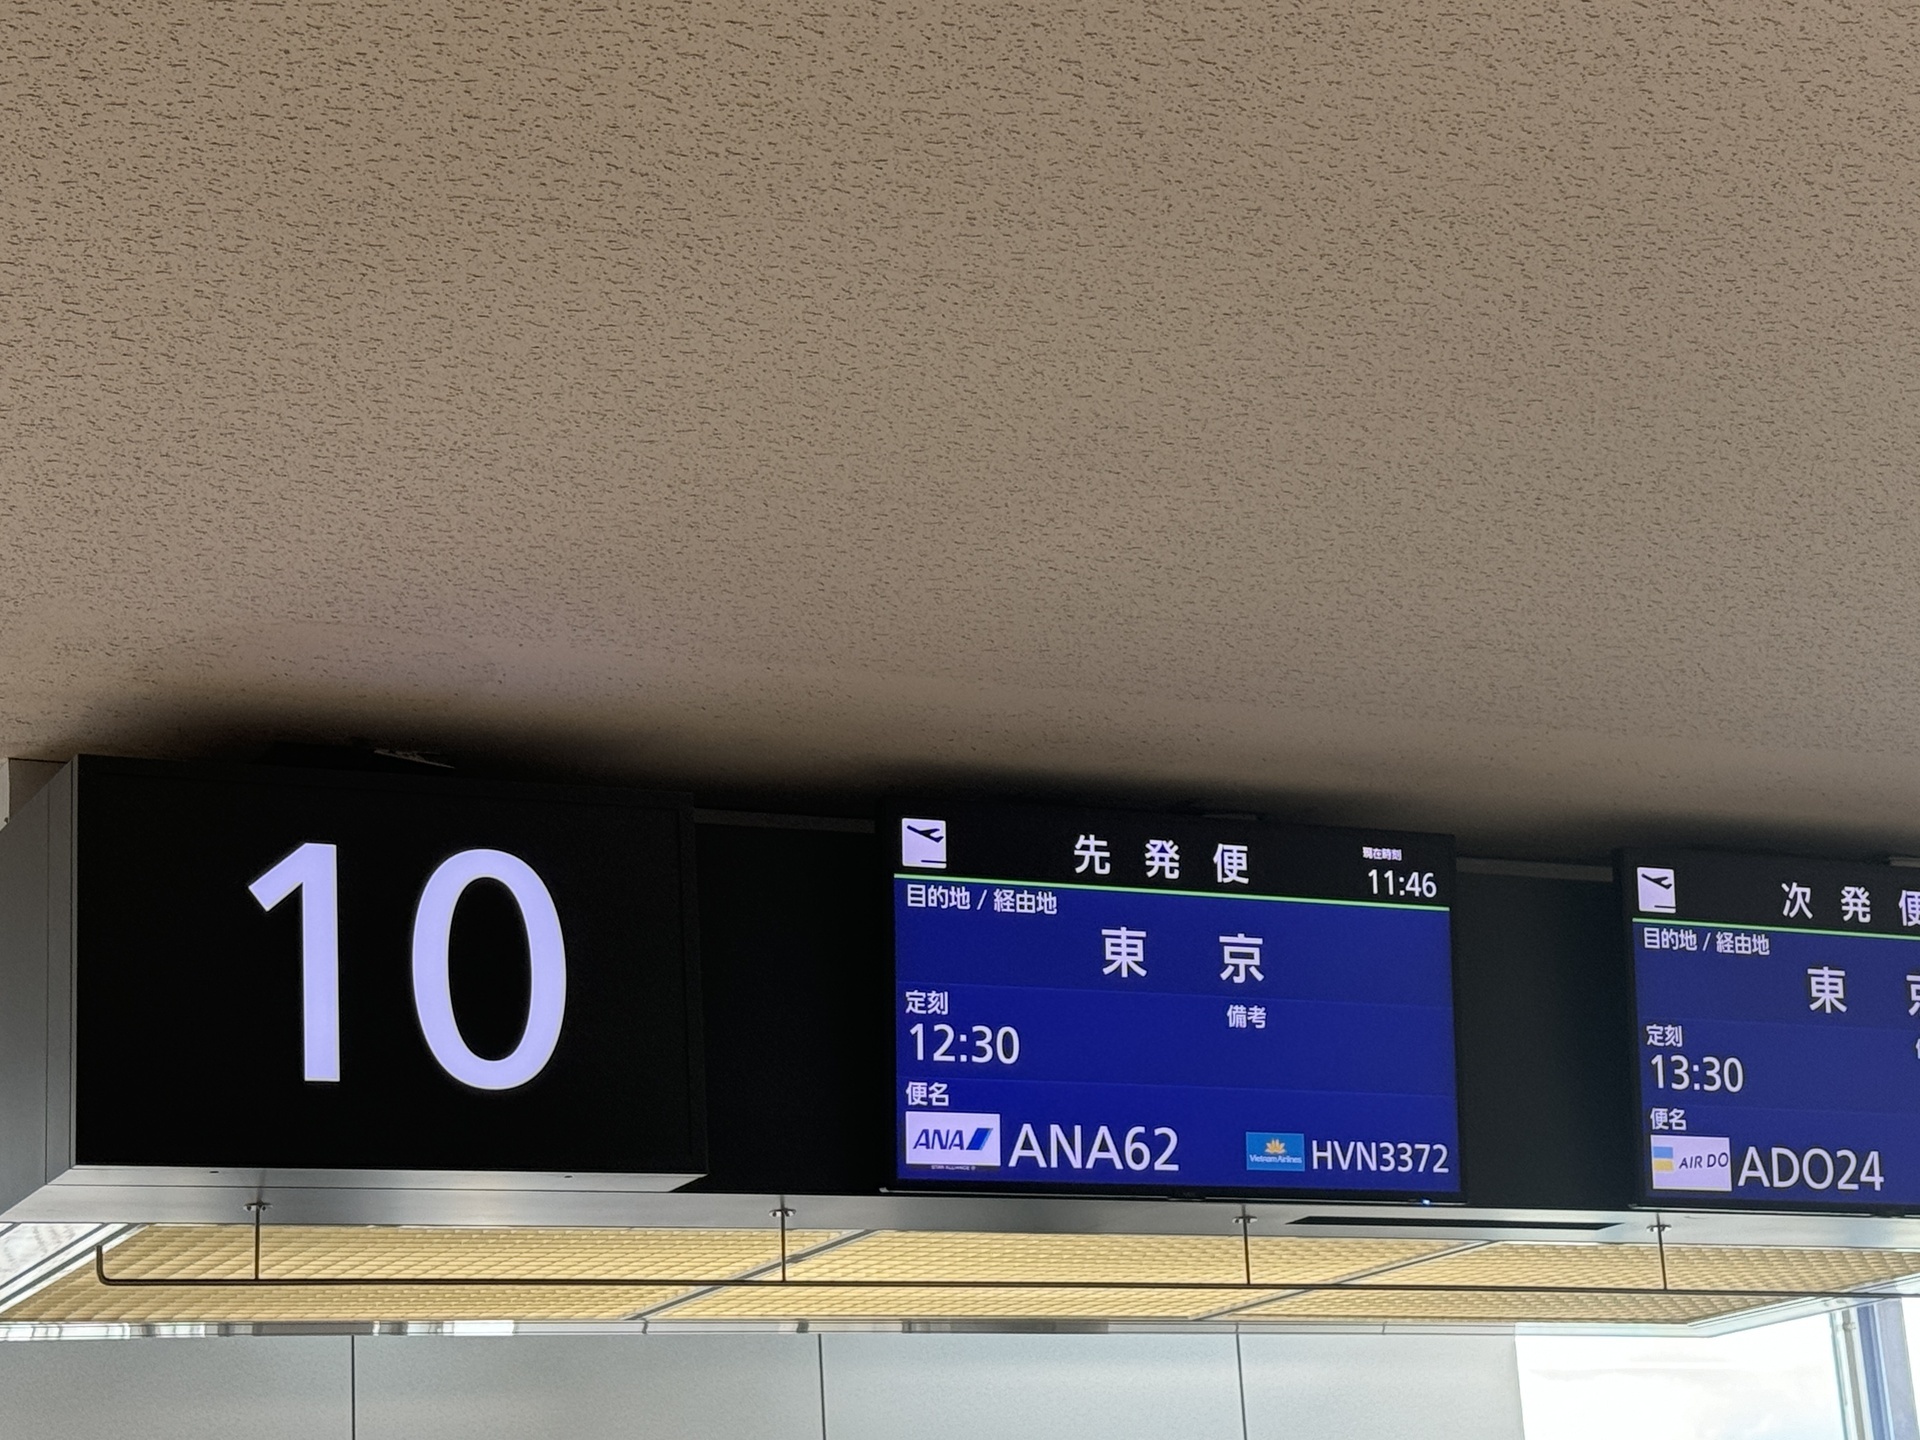 10
先発便
現在時刻
11:46
目的地 / 経由地
東京
定�
備考
12:30
便名
ANA
ANA62
Vietnam Airlines
HVN3372
次発便
目的地 / 経由地
東京
定刻
13:30
便名
AIR DO
ADO24